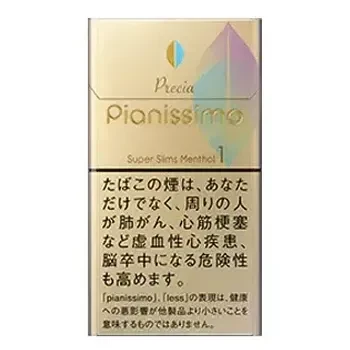 Precia
Pianissimo
Super Slims Menthol 1
たばこの煙は、あなた
だけでなく、周りの人
が肺がん、心筋梗塞
など虚血性心疾患、
脳卒中になる危険性
も高めます。
「pianissimo」、「less」の表現は、健康
への悪影響が他製品より小さいことを
意味するものではありません。